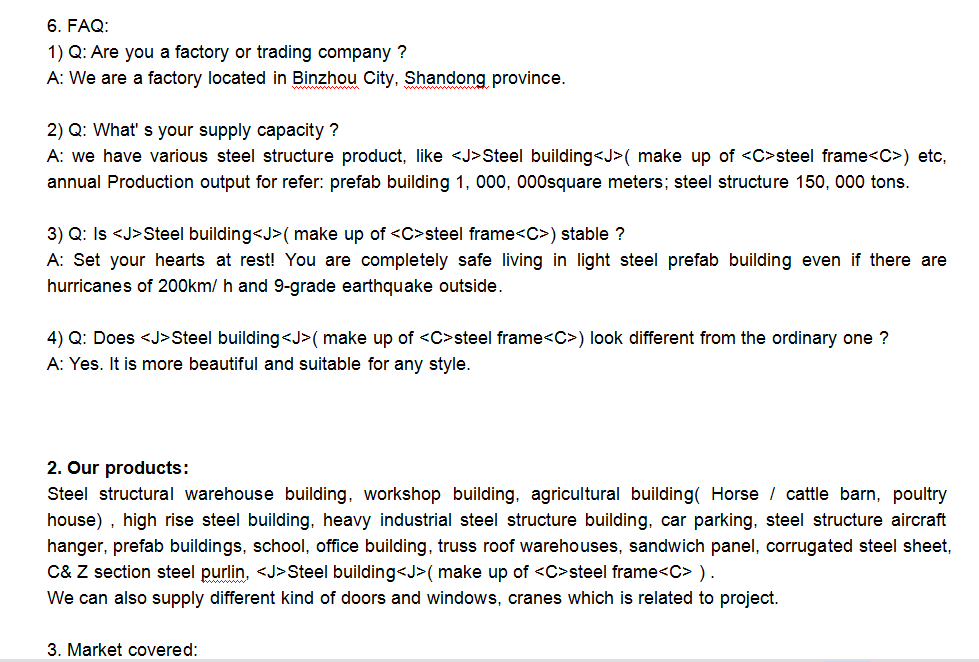 6. FAQ:
1) Q: Are you a factory or trading company ?
A: We are a factory located in Binzhou City, Shandong province.
2) Q: What' s your supply capacity ?
A: we have various steel structure product, like <J>Steel building<J>( make up of <C>steel frame<C>) etc,
annual Production output for refer: prefab building 1, 000, 000square meters; steel structure 150, 000 tons.
3) Q: Is <J>Steel building<J>( make up of <C>steel frame<C>) stable ?
A: Set your hearts at rest! You are completely safe living in light steel prefab building even if there are
hurricanes of 200km/ h and 9-grade earthquake outside.
4) Q: Does <J>Steel building<J>( make up of <C>steel frame<C>) look different from the ordinary one ?
A: Yes. It is more beautiful and suitable for any style.
2. Our products:
Steel structural warehouse building, workshop building, agricultural building( Horse / cattle barn, poultry
house) , high rise steel building, heavy industrial steel structure building, car parking, steel structure aircraft
hanger, prefab buildings, school, office building, truss roof warehouses, sandwich panel, corrugated steel sheet,
C& Z section steel purlin, <J>Steel building<J>( make up of <C>steel frame<C> ) .
We can also supply different kind of doors and windows, cranes which is related to project.
3. Market covered: